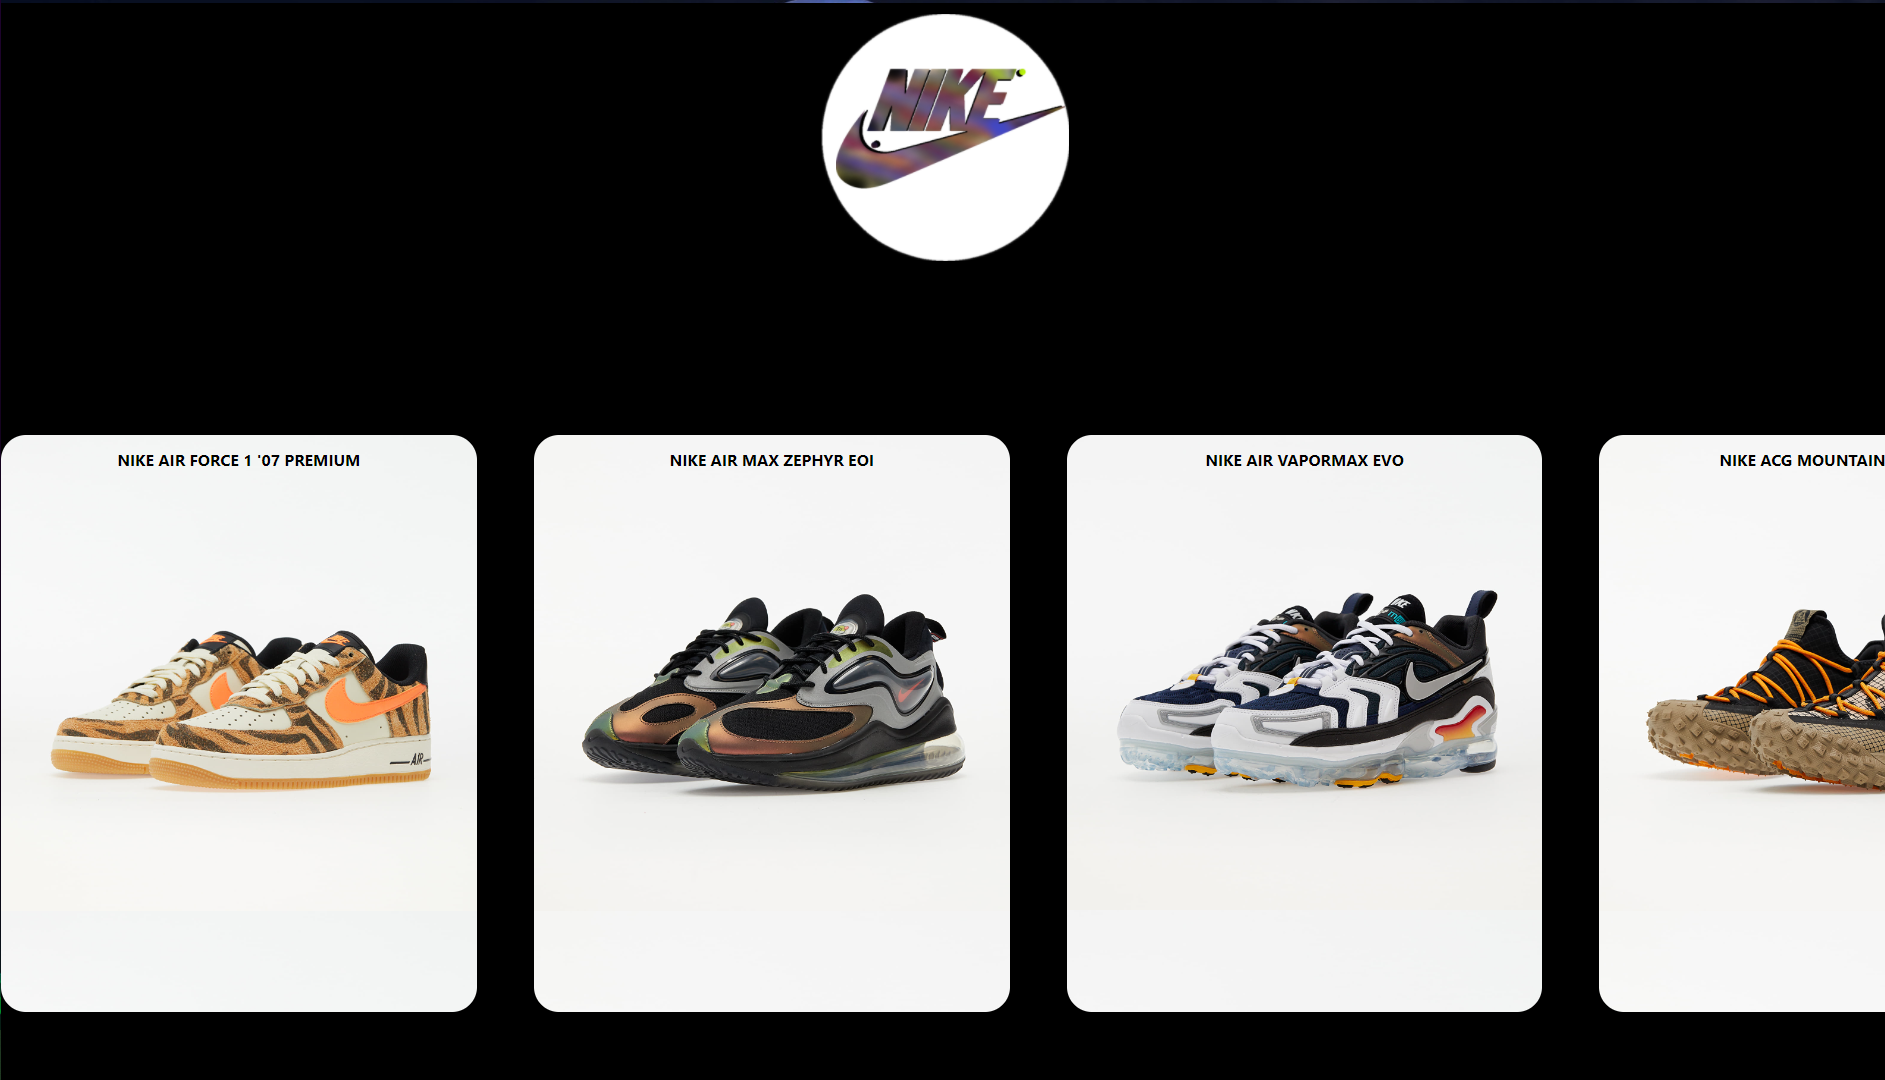 NIKE
NIKE AIR FORCE 1 '07 PREMIUM
NIKE AIR MAX ZEPHYR EOI
NIKE AIR VAPORMAX EVO
NIKE ACG MOUNTAIN
AIR